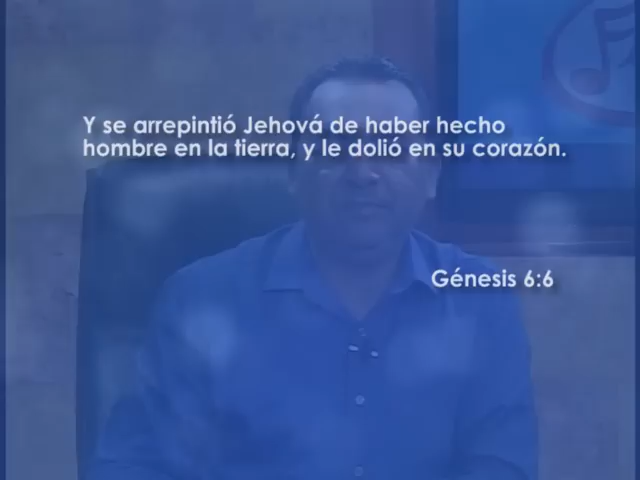 Y se arrepintió Jehová de haber hecho
hombre en la tierra, y le dolió en su corazón.
Génesis 6:6